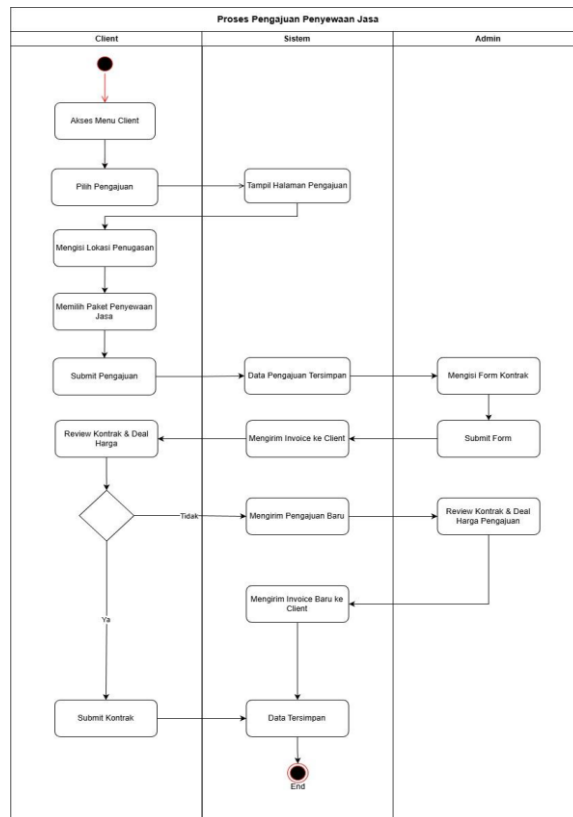 Proses Pengajuan Penyewaan Jasa
Client
Sistem
Admin
Akses Menu Client
Pilih Pengajuan
Tampil Halaman Pengajuan
Mengisi Lokasi Penugasan
Memilih Paket Penyewaan
Jasa
Submit Pengajuan
Data Pengajuan Tersimpan
Mengisi Form Kontrak
Review Kontrak & Deal
Harga
Mengirim Invoice ke Client
Submit Form
Tidak
Mengirim Pengajuan Baru
Review Kontrak & Deal
Harga Pengajuan
Mengirim Invoice Baru ke
Client
Ya
Submit Kontrak
Data Tersimpan
End